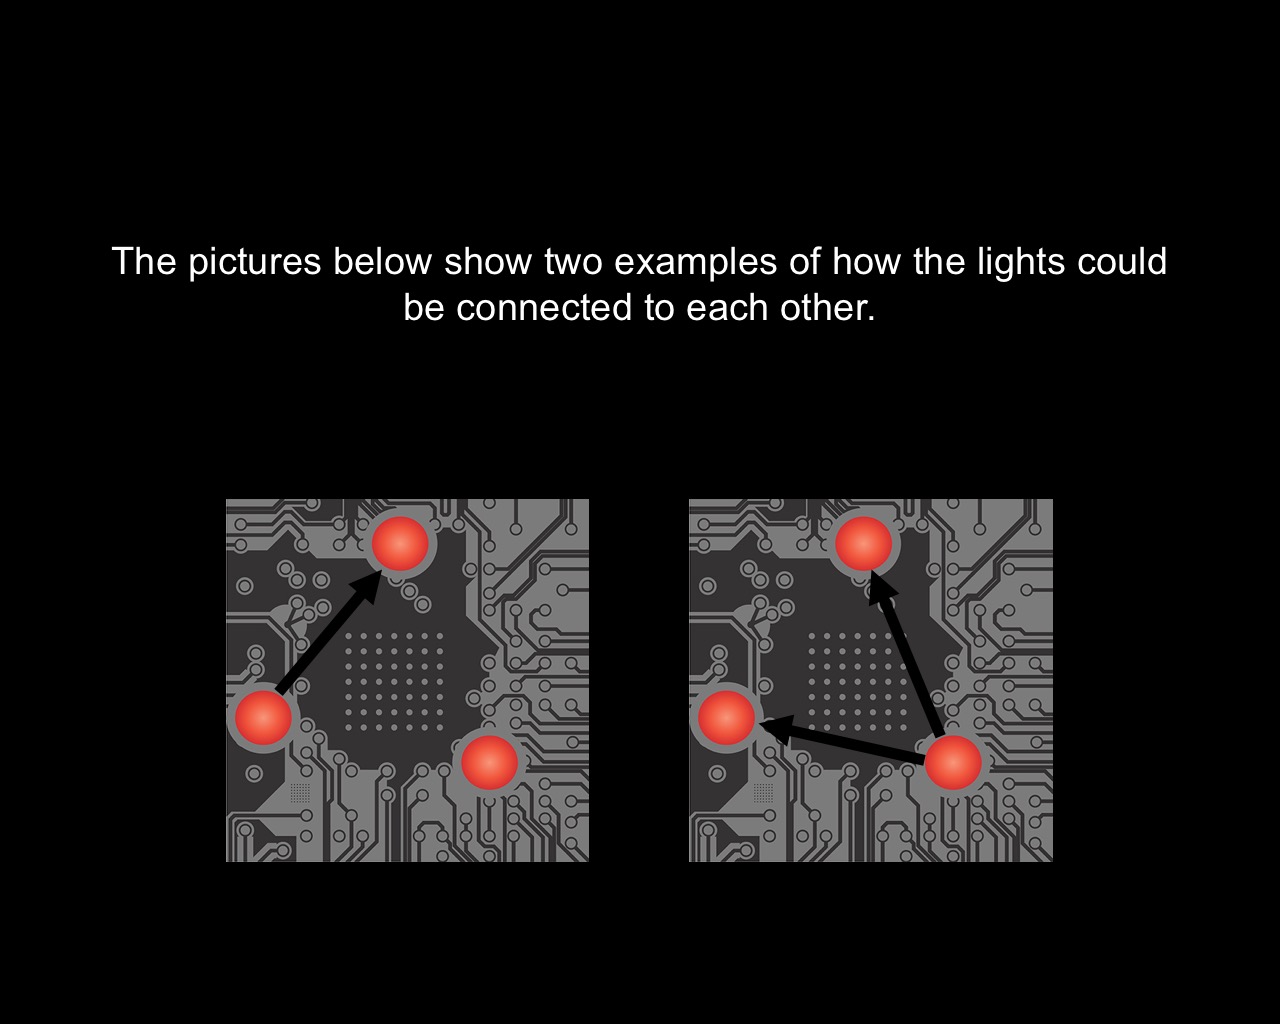 The pictures below show two examples of how the lights could
be connected to each other.